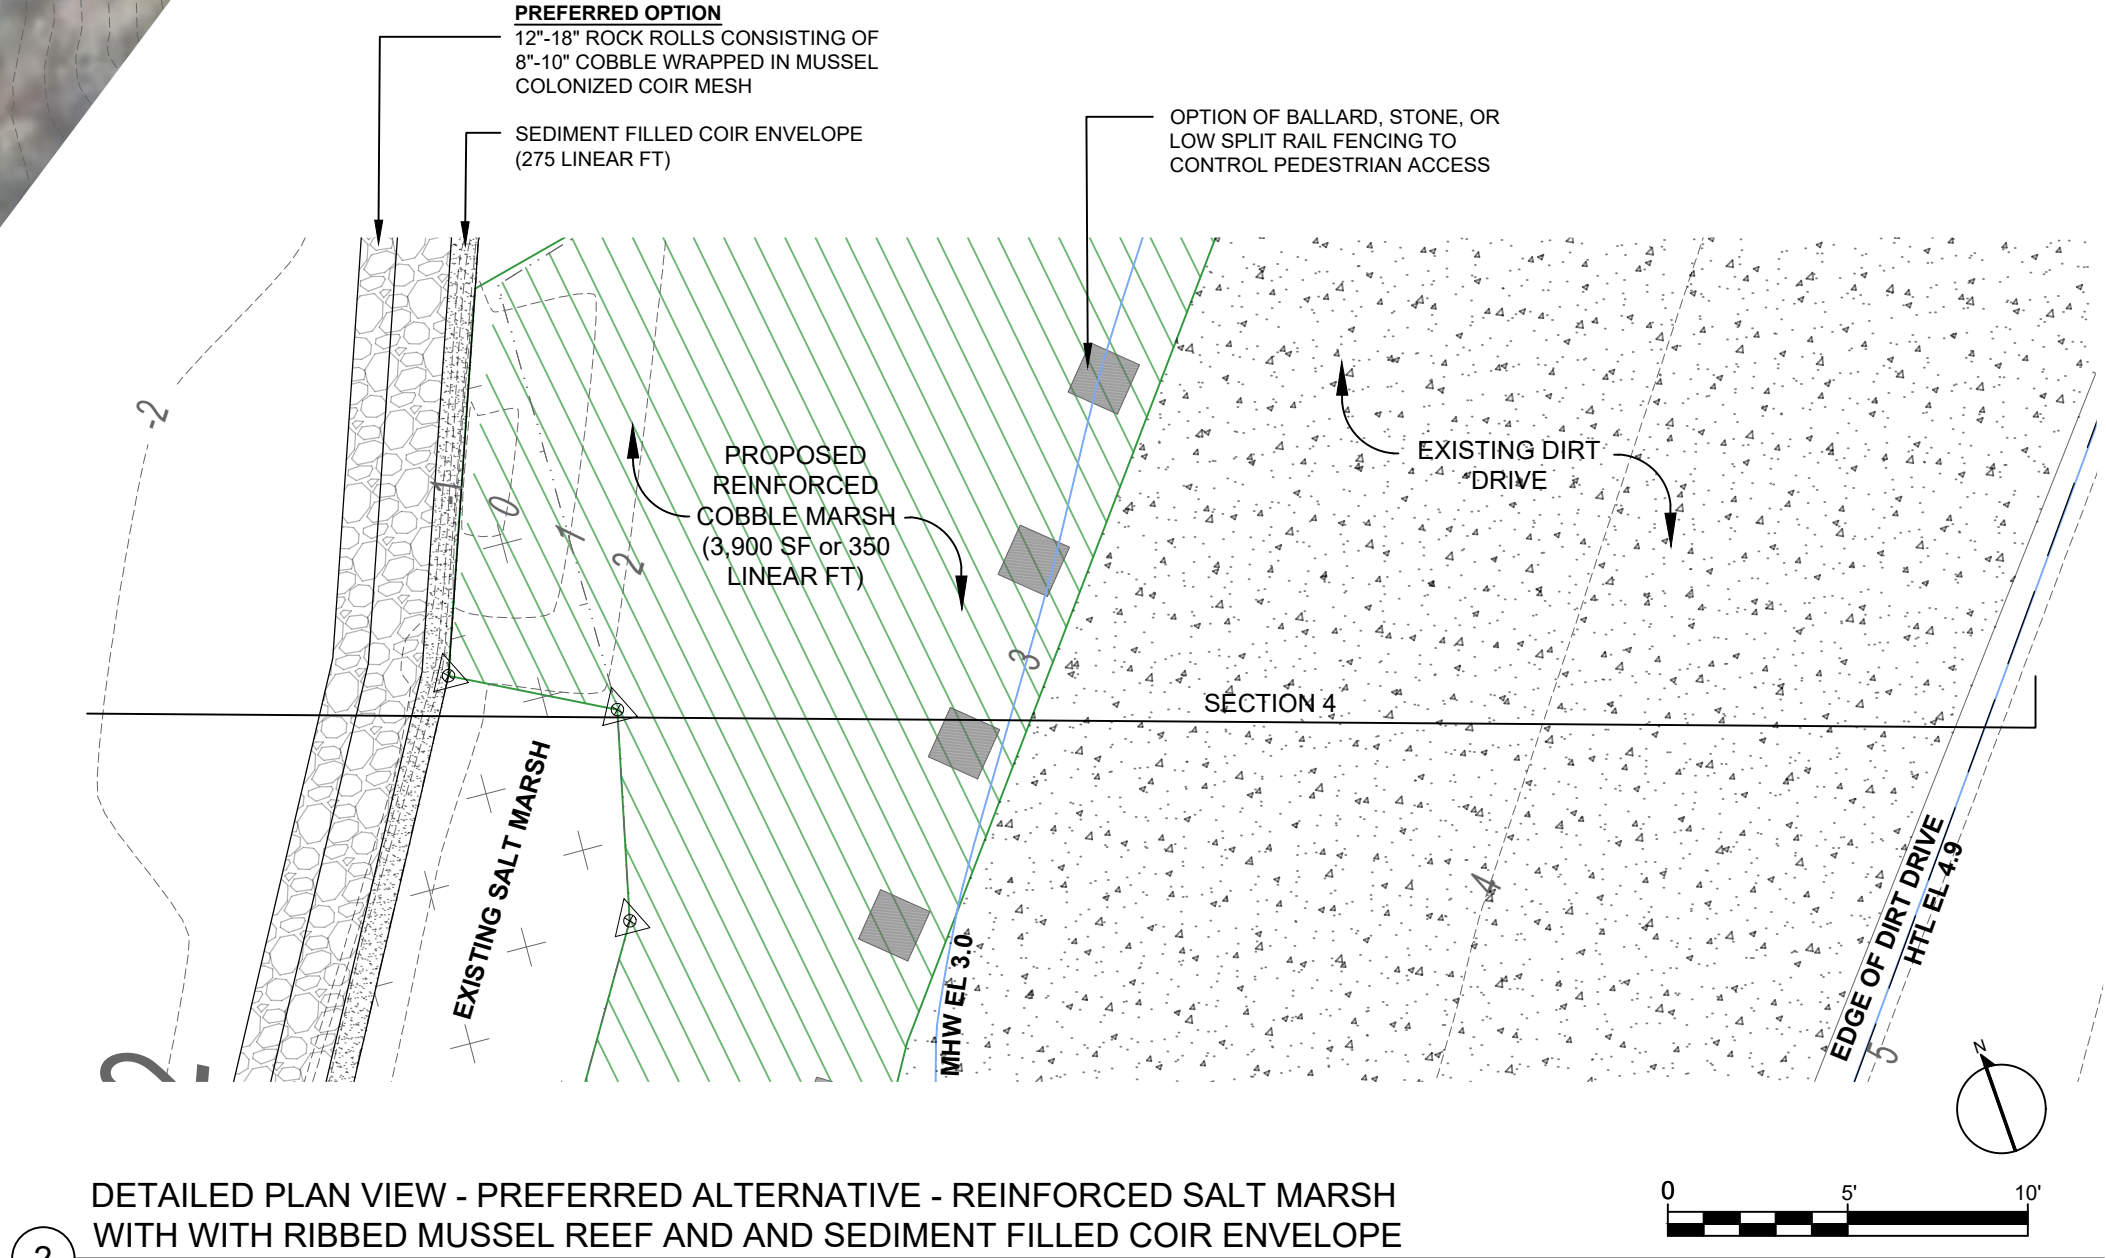 PREFERRED OPTION
12"-18" ROCK ROLLS CONSISTING OF
8"-10" COBBLE WRAPPED IN MUSSEL
COLONIZED COIR MESH
SEDIMENT FILLED COIR ENVELOPE
(275 LINEAR FT)
OPTION OF BALLARD, STONE, OR
LOW SPLIT RAIL FENCING TO
CONTROL PEDESTRIAN ACCESS
-2
-1
0
1
2
PROPOSED
REINFORCED
COBBLE MARSH
(3,900 SF or 350
LINEAR FT)
EXISTING DIRT
DRIVE
3
SECTION 4
EXISTING SALT MARSH
4
MHW EL 3.0
EDGE OF DIRT DRIVE
HTL EL 4.9
5
2
N
DETAILED PLAN VIEW - PREFERRED ALTERNATIVE - REINFORCED SALT MARSH
WITH WITH RIBBED MUSSEL REEF AND AND SEDIMENT FILLED COIR ENVELOPE
2
0 5' 10'